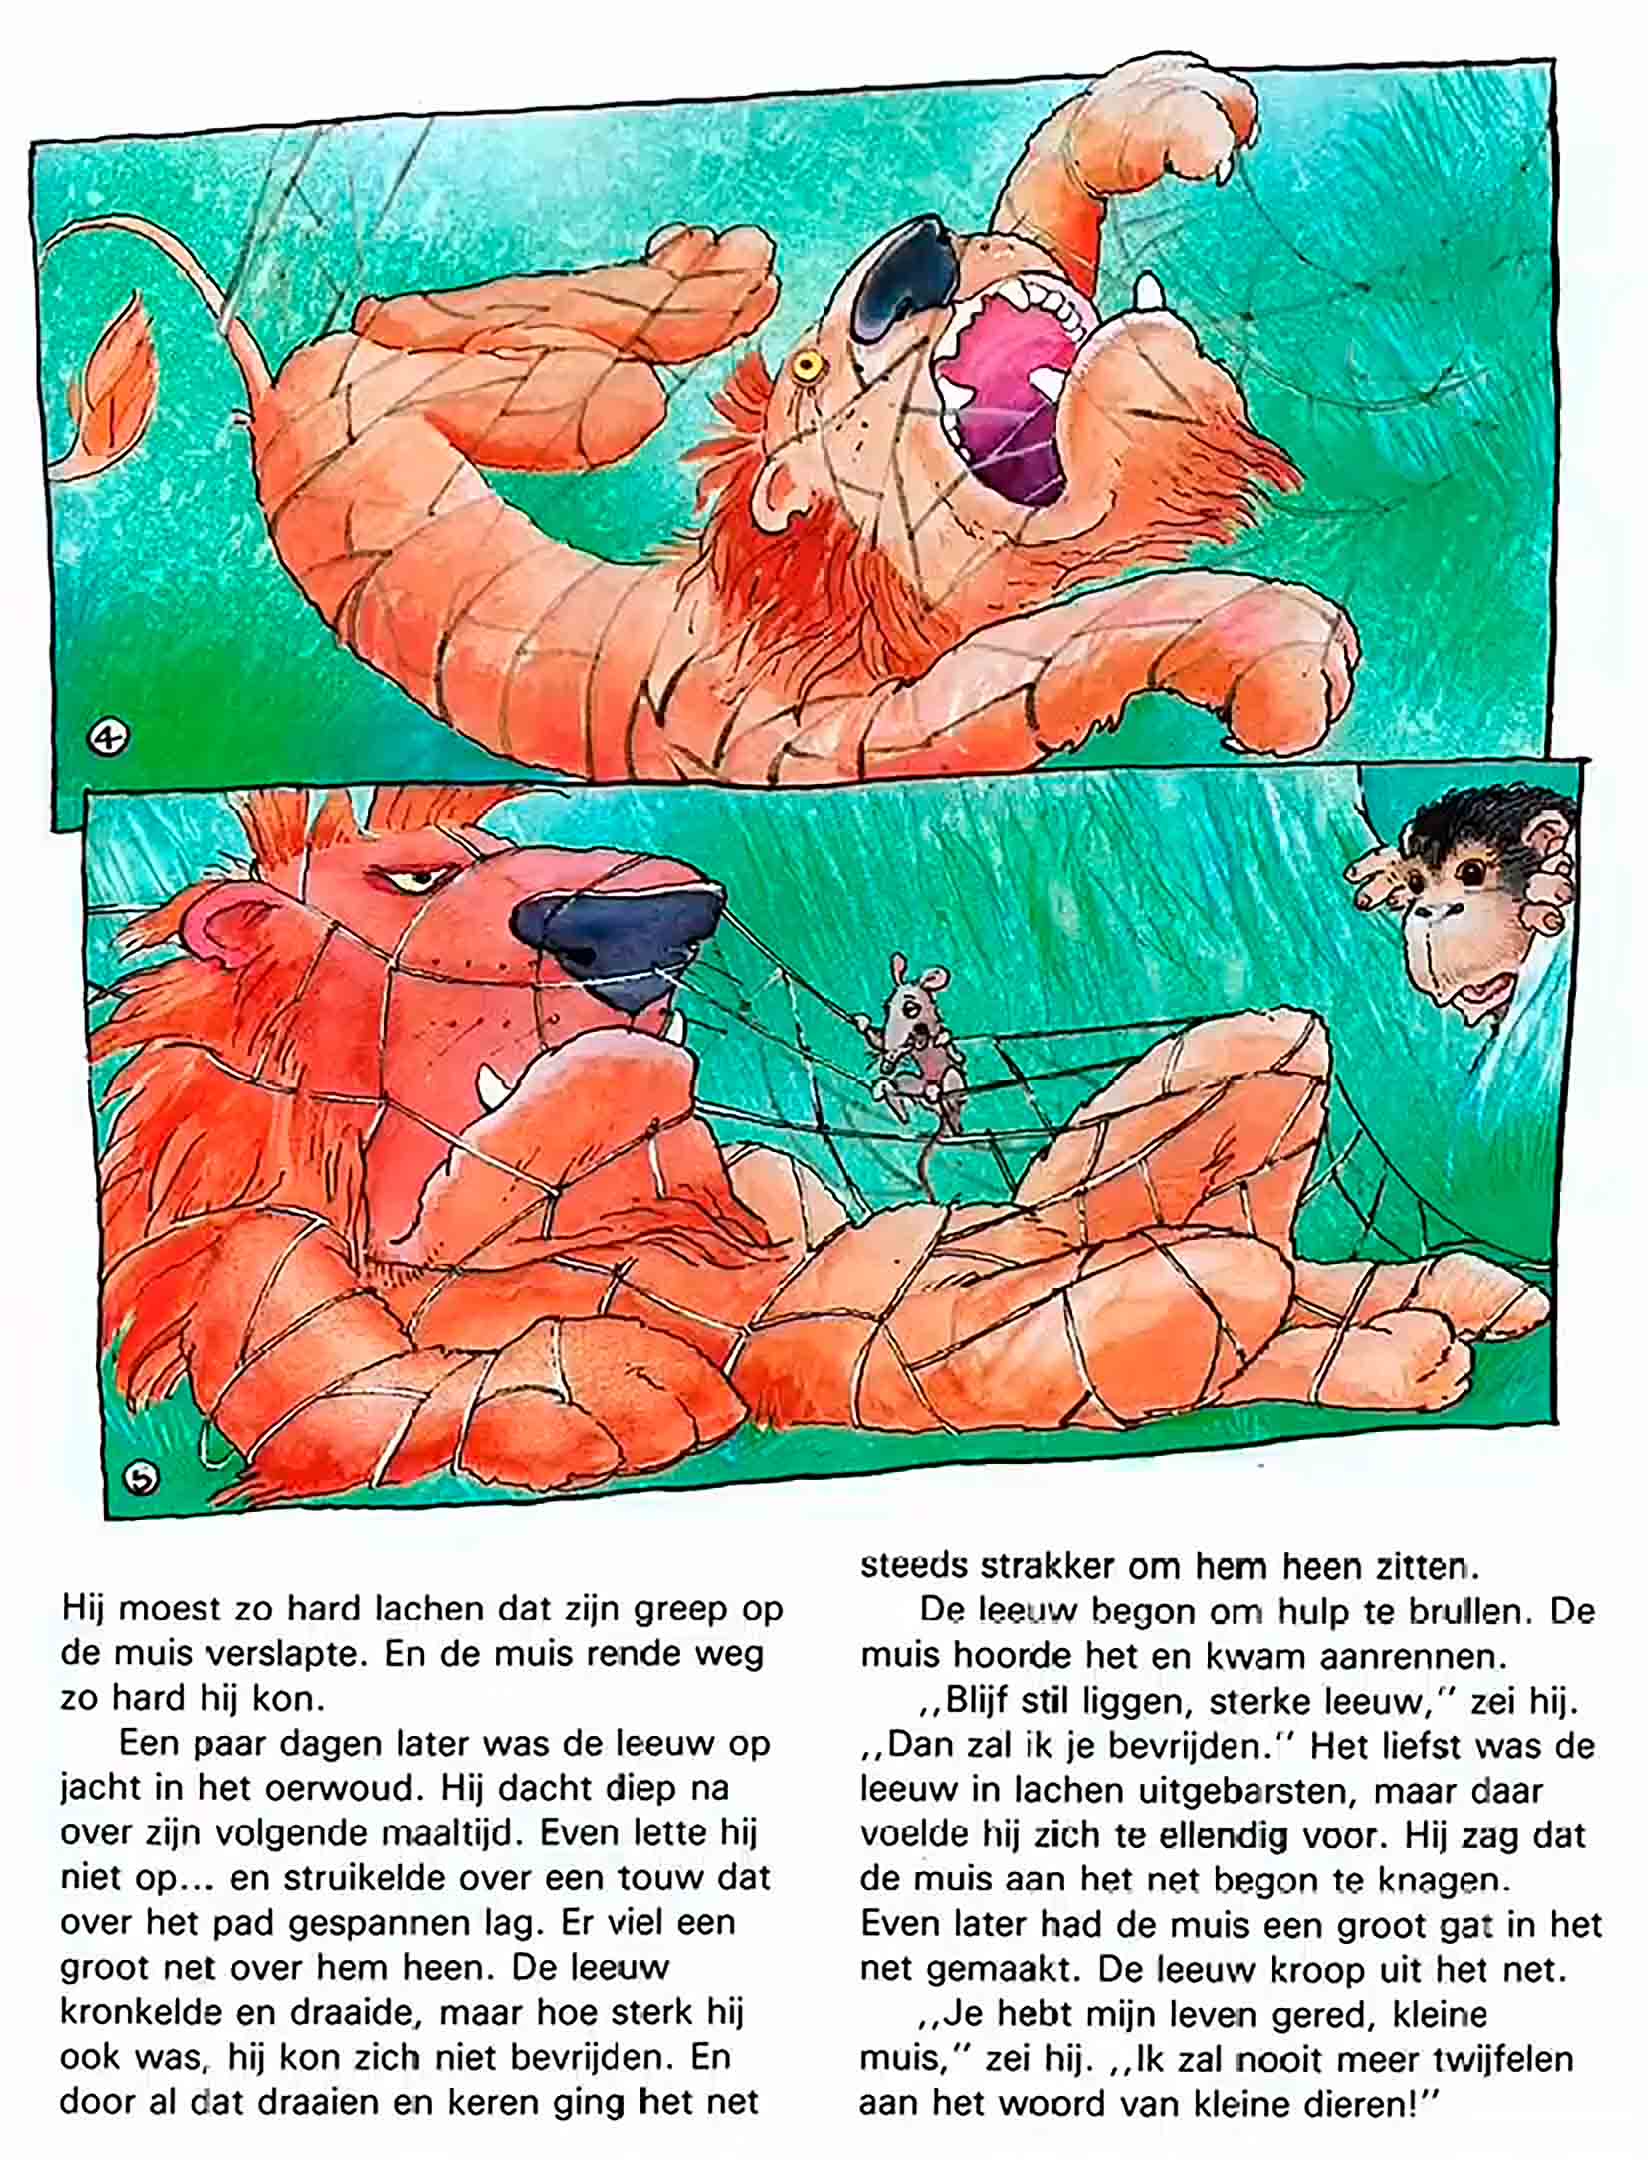 4
5
Hij moest zo hard lachen dat zijn greep op
de muis verslapte. En de muis rende weg
zo hard hij kon.
Een paar dagen later was de leeuw op
jacht in het oerwoud. Hij dacht diep na
over zijn volgende maaltijd. Even lette hij
niet op... en struikelde over een touw dat
over het pad gespannen lag. Er viel een
groot net over hem heen. De leeuw
kronkelde en draaide, maar hoe sterk hij
ook was, hij kon zich niet bevrijden. En
door al dat draaien en keren ging het net
steeds strakker om hem heen zitten.
De leeuw begon om hulp te brullen. De
muis hoorde het en kwam aanrennen.
,,Blijf stil liggen, sterke leeuw,'' zei hij.
,,Dan zal ik je bevrijden.'' Het liefst was de
leeuw in lachen uitgebarsten, maar daar
voelde hij zich te ellendig voor. Hij zag dat
de muis aan het net begon te knagen.
Even later had de muis een groot gat in het
net gemaakt. De leeuw kroop uit het net.
,,Je hebt mijn leven gered, kleine
muis,'' zei hij. ,,Ik zal nooit meer twijfelen
aan het woord van kleine dieren!''